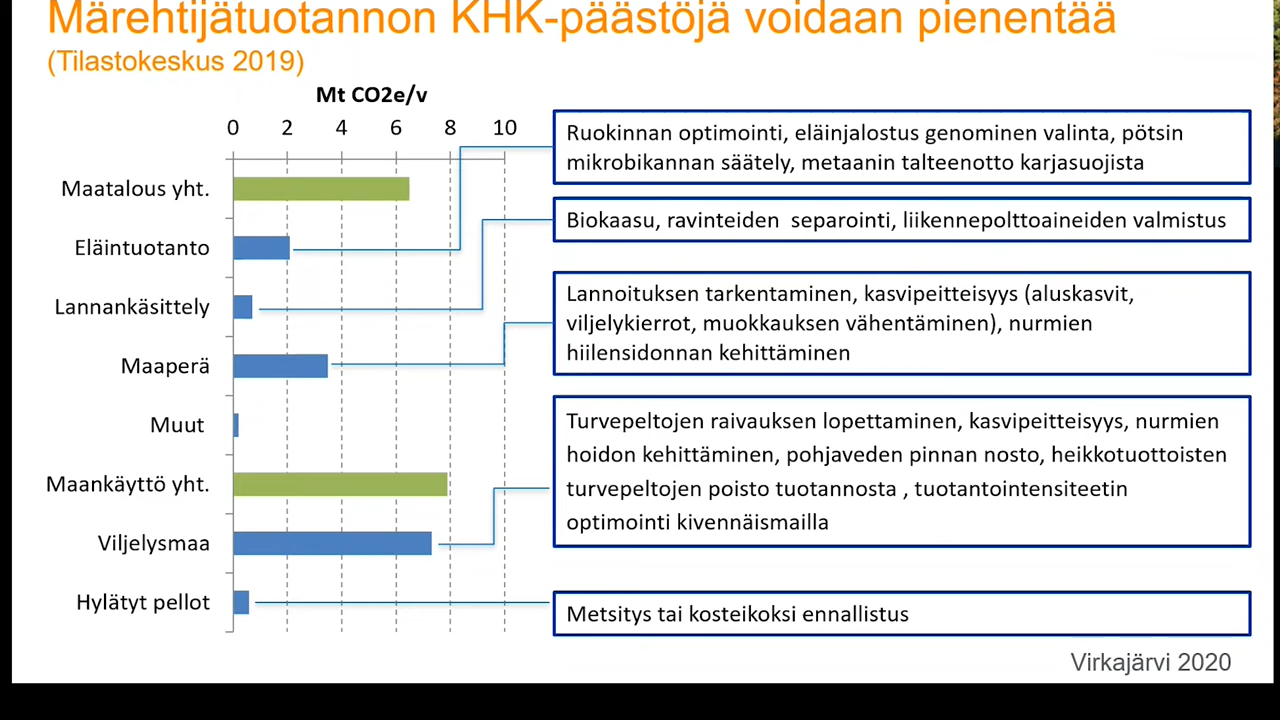 Märehtijätuotannon KHK-päästöjä voidaan pienentää
(Tilastokeskus 2019)
Mt CO2e/v
0 2 4 6 8 10
Maatalous yht.
Eläintuotanto
Lannankäsittely
Maaperä
Muut
Maankäyttö yht.
Viljelysmaa
Hylätyt pellot
Ruokinnan optimointi, eläinjalostus genominen valinta, pötsin
mikrobikannan säätely, metaanin talteenotto karjasuojista
Biokaasu, ravinteiden  separointi, liikennepolttoaineiden valmistus
Lannoituksen tarkentaminen, kasvipeitteisyys (aluskasvit,
viljelykierrot, muokkauksen vähentäminen), nurmien
hiilensidonnan kehittäminen
Turvepeltojen raivauksen lopettaminen, kasvipeitteisyys, nurmien
hoidon kehittäminen, pohjaveden pinnan nosto, heikkotuottoisten
turvepeltojen poisto tuotannosta , tuotantointensiteetin
optimointi kivennäismailla
Metsitys tai kosteikoksi ennallistus
Virkajärvi 2020